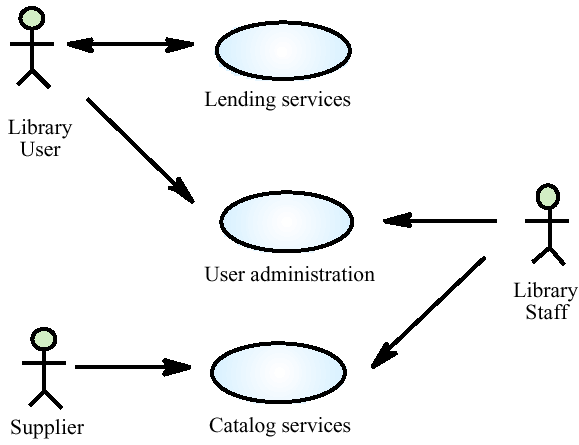 Lending services
Library
User
User administration
Library
Staff
Supplier
Catalog services